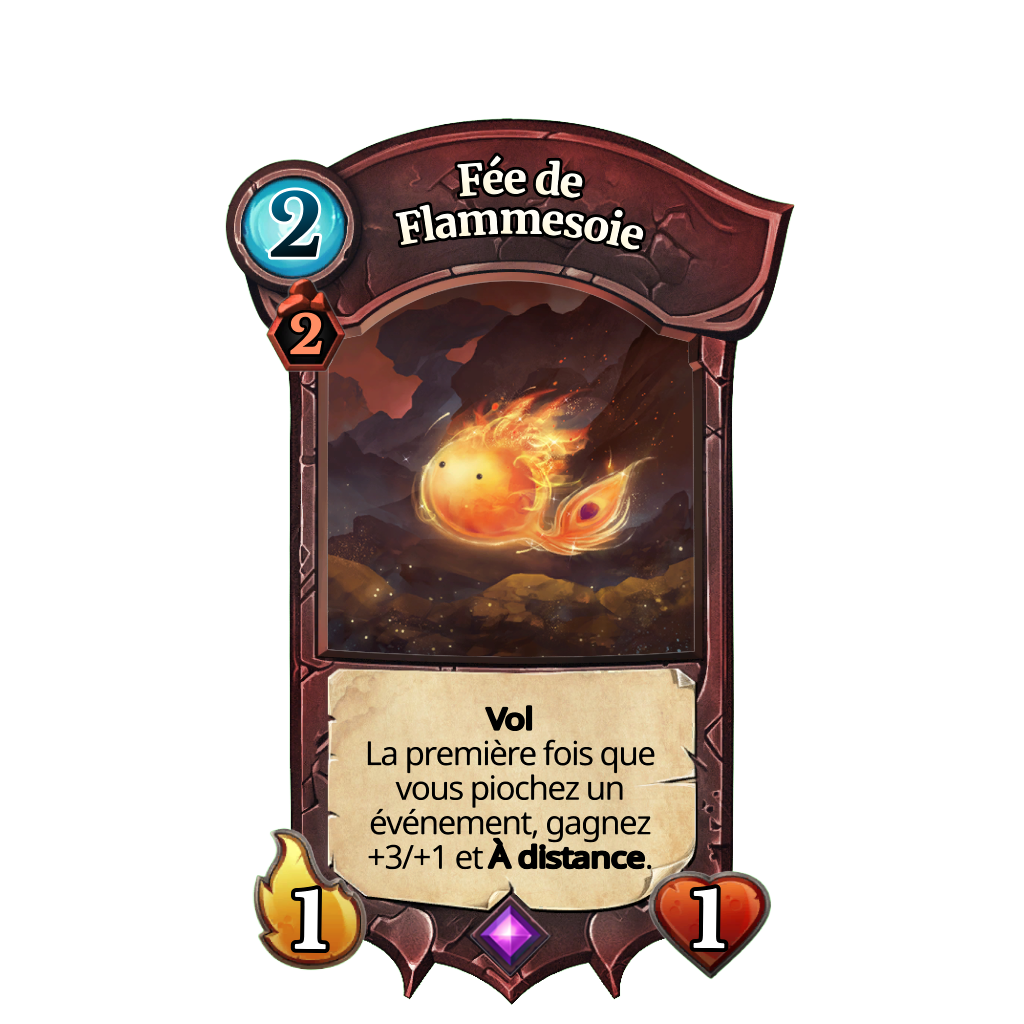 Fée de
Flammesoie
2
2
Vol
La première fois que
vous piochez un
événement, gagnez
+3/+1 et À distance.
1
1